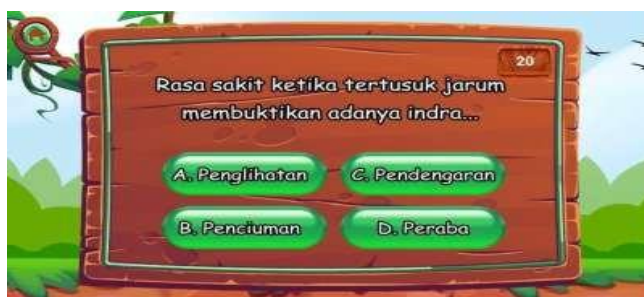 20
Rasa sakit ketika tertusuk jarum
membuktikan adanya indra...
A. Penglihatan
C. Pendengaran
B. Penciuman
D. Peraba